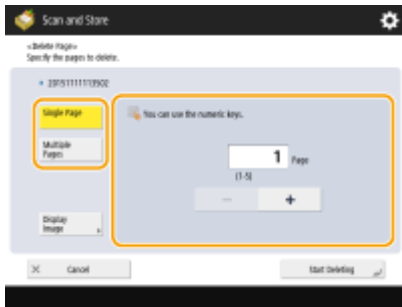 Scan and Store
<Delete Page>
Specify the pages to delete.
20151111113502
Single Page
You can use the numeric keys.
Multiple
Pages
1 Page
(1-5)
− +
Display
Image
× Cancel
Start Deleting